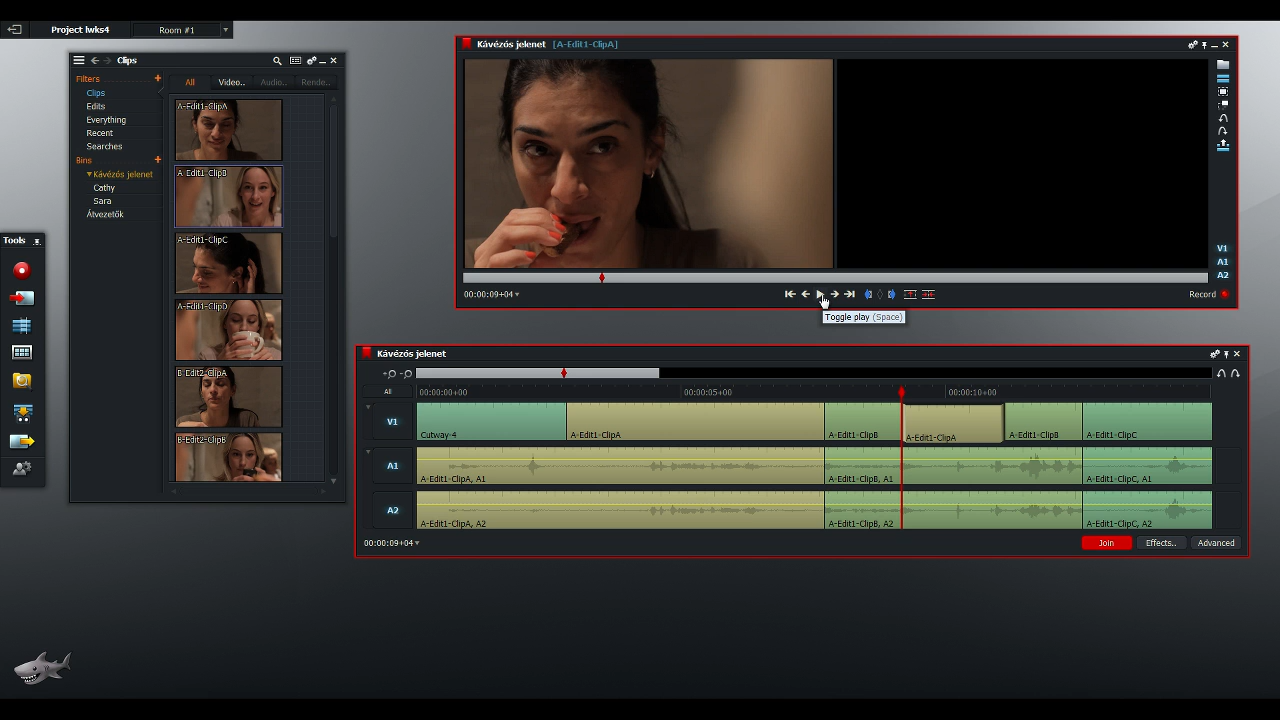 Project lwks4
Room #1
Clips
Filters
Clips
Edits
Everything
Recent
Searches
Bins
Kávézós jelenet
Cathy
Sara
Átvezetők
All
Video..
Audio..
Rende..
A-Edit1-ClipA
A-Edit1-ClipB
A-Edit1-ClipC
A-Edit1-ClipD
B-Edit2-ClipA
B-Edit2-ClipB
Tools
Kávézós jelenet [A-Edit1-ClipA]
V1
A1
A2
00:00:09+04
Record
Toggle play (Space)
Kávézós jelenet
All
00:00:00+00
00:00:05+00
00:00:10+00
V1
Cutway-4
A-Edit1-ClipA
A-Edit1-ClipB
A-Edit1-ClipA
A-Edit1-ClipB
A-Edit1-ClipC
A1
A-Edit1-ClipA, A1
A-Edit1-ClipB, A1
A-Edit1-ClipC, A1
A2
A-Edit1-ClipA, A2
A-Edit1-ClipB, A2
A-Edit1-ClipC, A2
00:00:09+04
Join
Effects..
Advanced